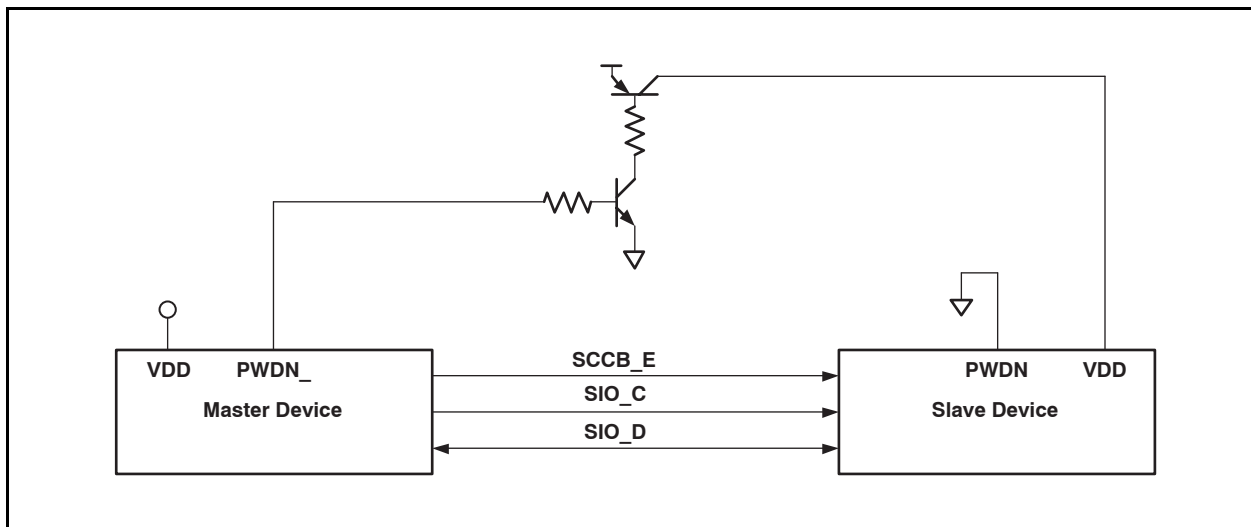 VDD
PWDN_
Master Device
SCCB_E
SIO_C
SIO_D
PWDN
VDD
Slave Device